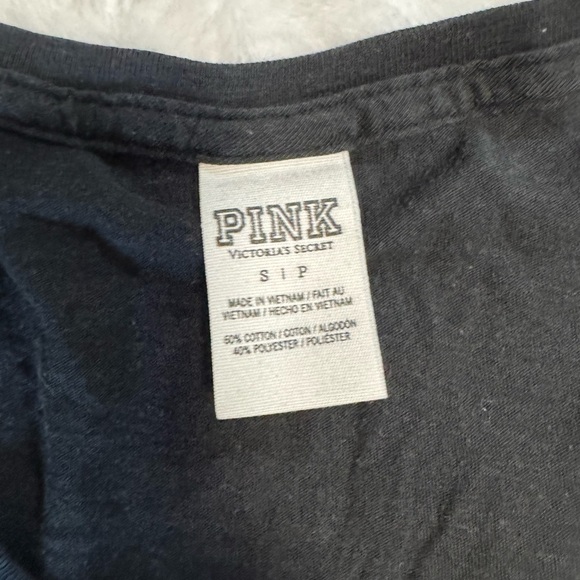 PINK
VICTORIA'S SECRET
S | P
MADE IN VIETNAM / FAIT AU
VIETNAM / HECHO EN VIETNAM
60% COTTON / COTON / ALGODÓN
40% POLYESTER / POLIÉSTER